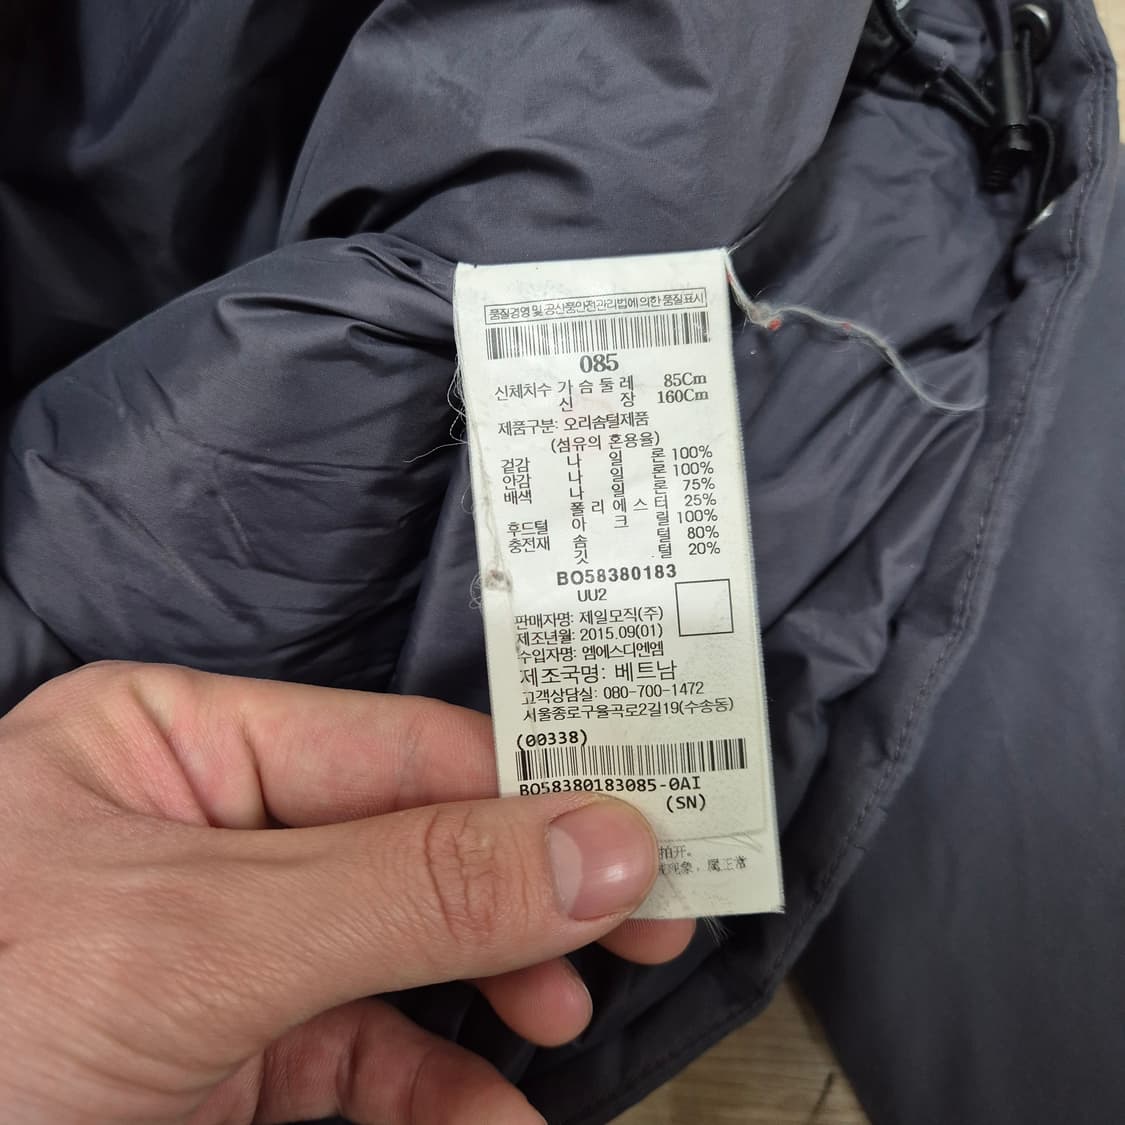 품질경영 및 공산품안전관리법에 의한 품질표시
085
신체치수 가 슴 둘 레 85Cm
신 장 160Cm
제품구분: 오리솜털제품
(섬유의 혼용율)
겉감 나 일 론 100%
안감 나 일 론 100%
배색 나 일 론 75%
폴 리 에 스 터 25%
후드털 아 크 릴 100%
충전재 솜 털 80%
깃 털 20%
BO58380183
UU2
판매자명: 제일모직(주)
제조년월: 2015.09(01)
수입자명: 엠에스디엔엠
제조국명: 베트남
고객상담실: 080-700-1472
서울종로구율곡로2길19(수송동)
(00338)
BO58380183085-0AI
(SN)
拍开。
现象，属正常